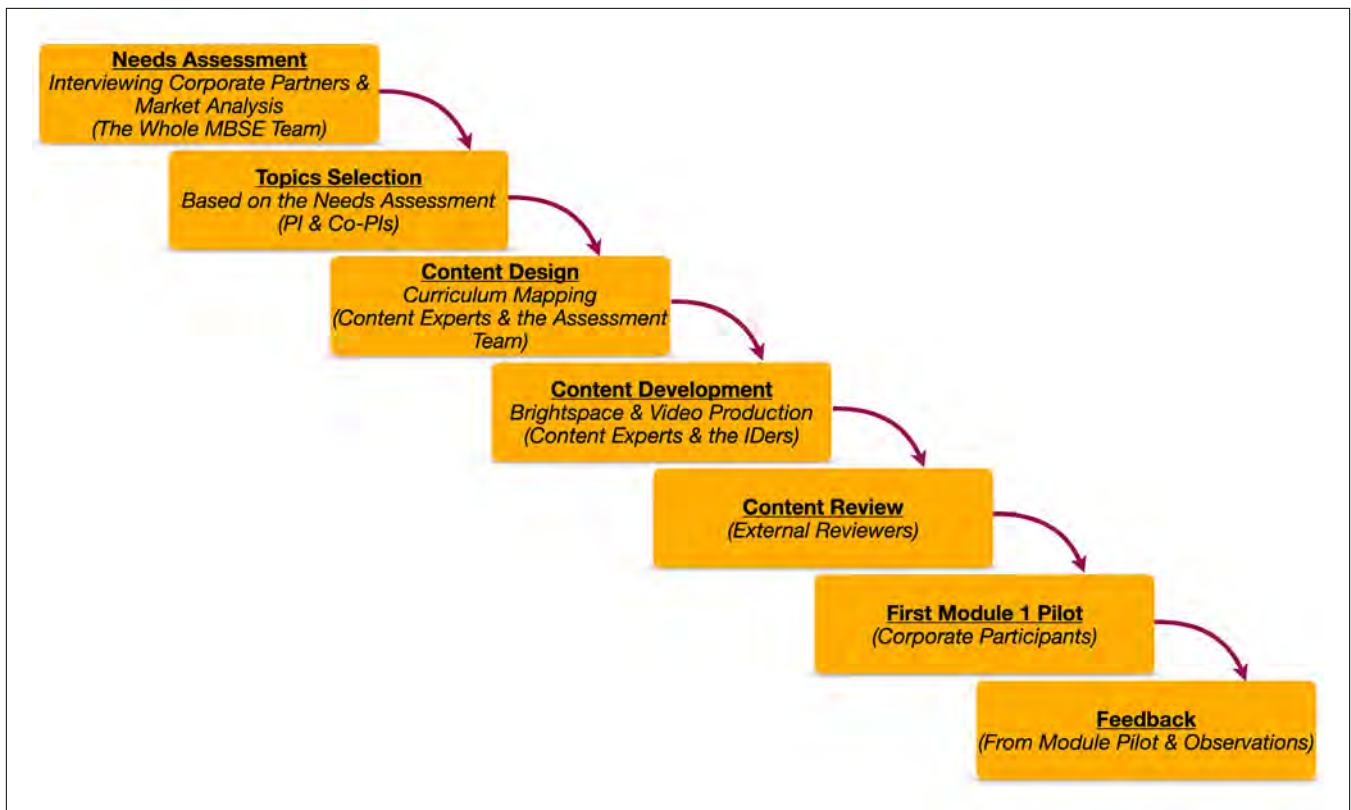 Needs Assessment
Interviewing Corporate Partners &
Market Analysis
(The Whole MBSE Team)
Topics Selection
Based on the Needs Assessment
(PI & Co-PIs)
Content Design
Curriculum Mapping
(Content Experts & the Assessment
Team)
Content Development
Brightspace & Video Production
(Content Experts & the IDers)
Content Review
(External Reviewers)
First Module 1 Pilot
(Corporate Participants)
Feedback
(From Module Pilot & Observations)